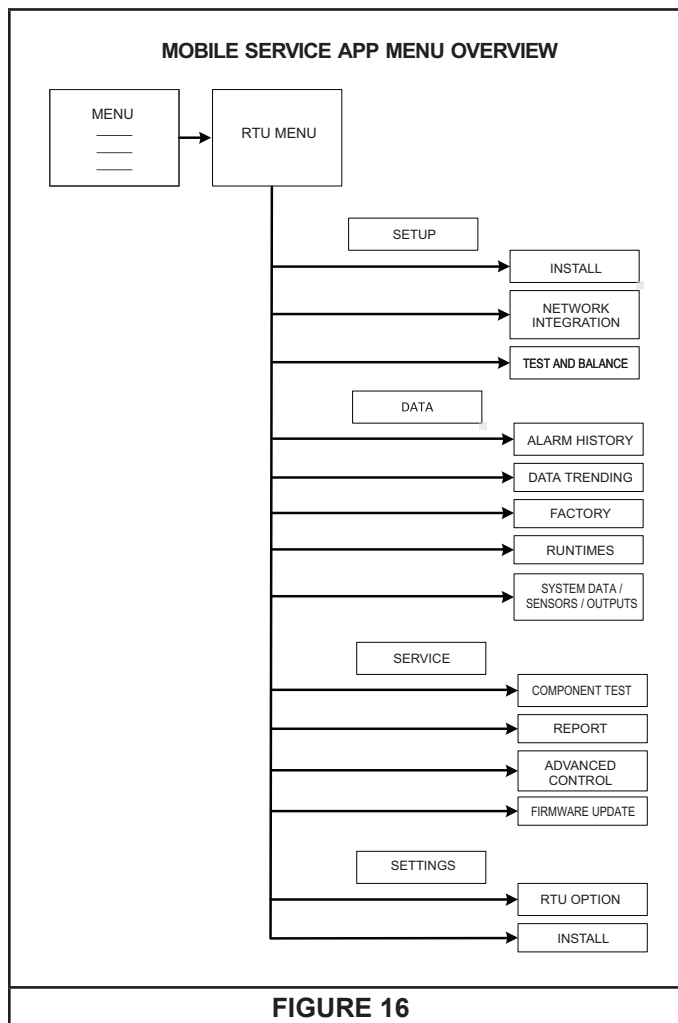 MOBILE SERVICE APP MENU OVERVIEW
MENU
RTU MENU
SETUP
INSTALL
NETWORK
INTEGRATION
TEST AND BALANCE
DATA
ALARM HISTORY
DATA TRENDING
FACTORY
RUNTIMES
SYSTEM DATA /
SENSORS / OUTPUTS
SERVICE
COMPONENT TEST
REPORT
ADVANCED
CONTROL
FIRMWARE UPDATE
SETTINGS
RTU OPTION
INSTALL
FIGURE 16